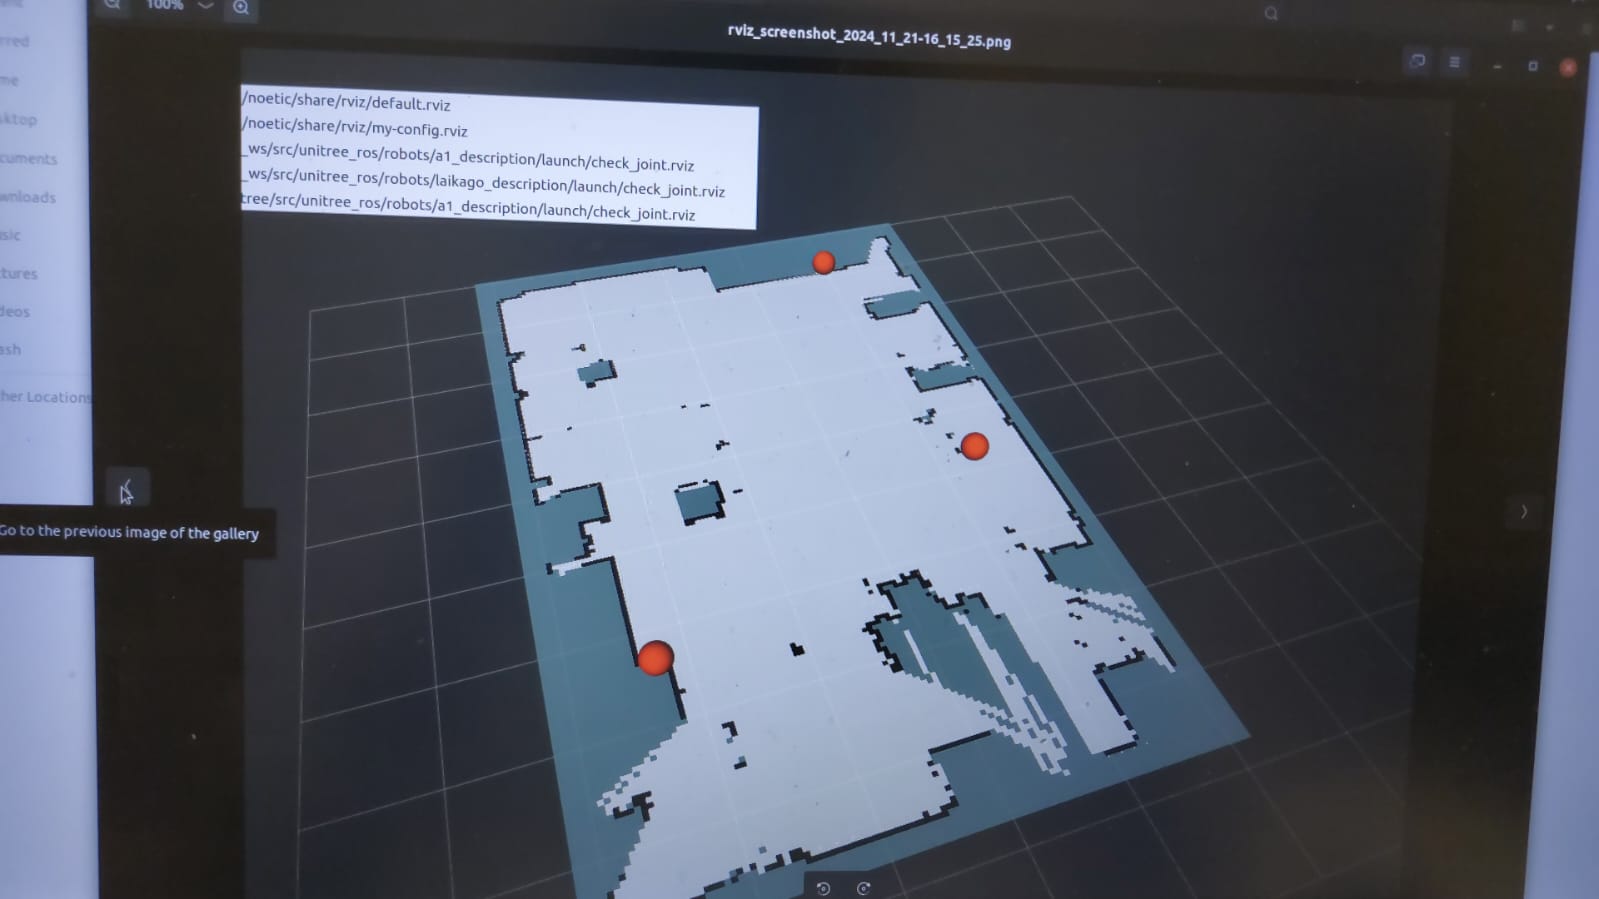 100%
rviz_screenshot_2024_11_21-16_15_25.png
/noetic/share/rviz/default.rviz
/noetic/share/rviz/my-config.rviz
_ws/src/unitree_ros/robots/a1_description/launch/check_joint.rviz
_ws/src/unitree_ros/robots/laikago_description/launch/check_joint.rviz
tree/src/unitree_ros/robots/a1_description/launch/check_joint.rviz
rred
me
sktop
cuments
wnloads
sic
tures
deos
ash
her Locations
Go to the previous image of the gallery